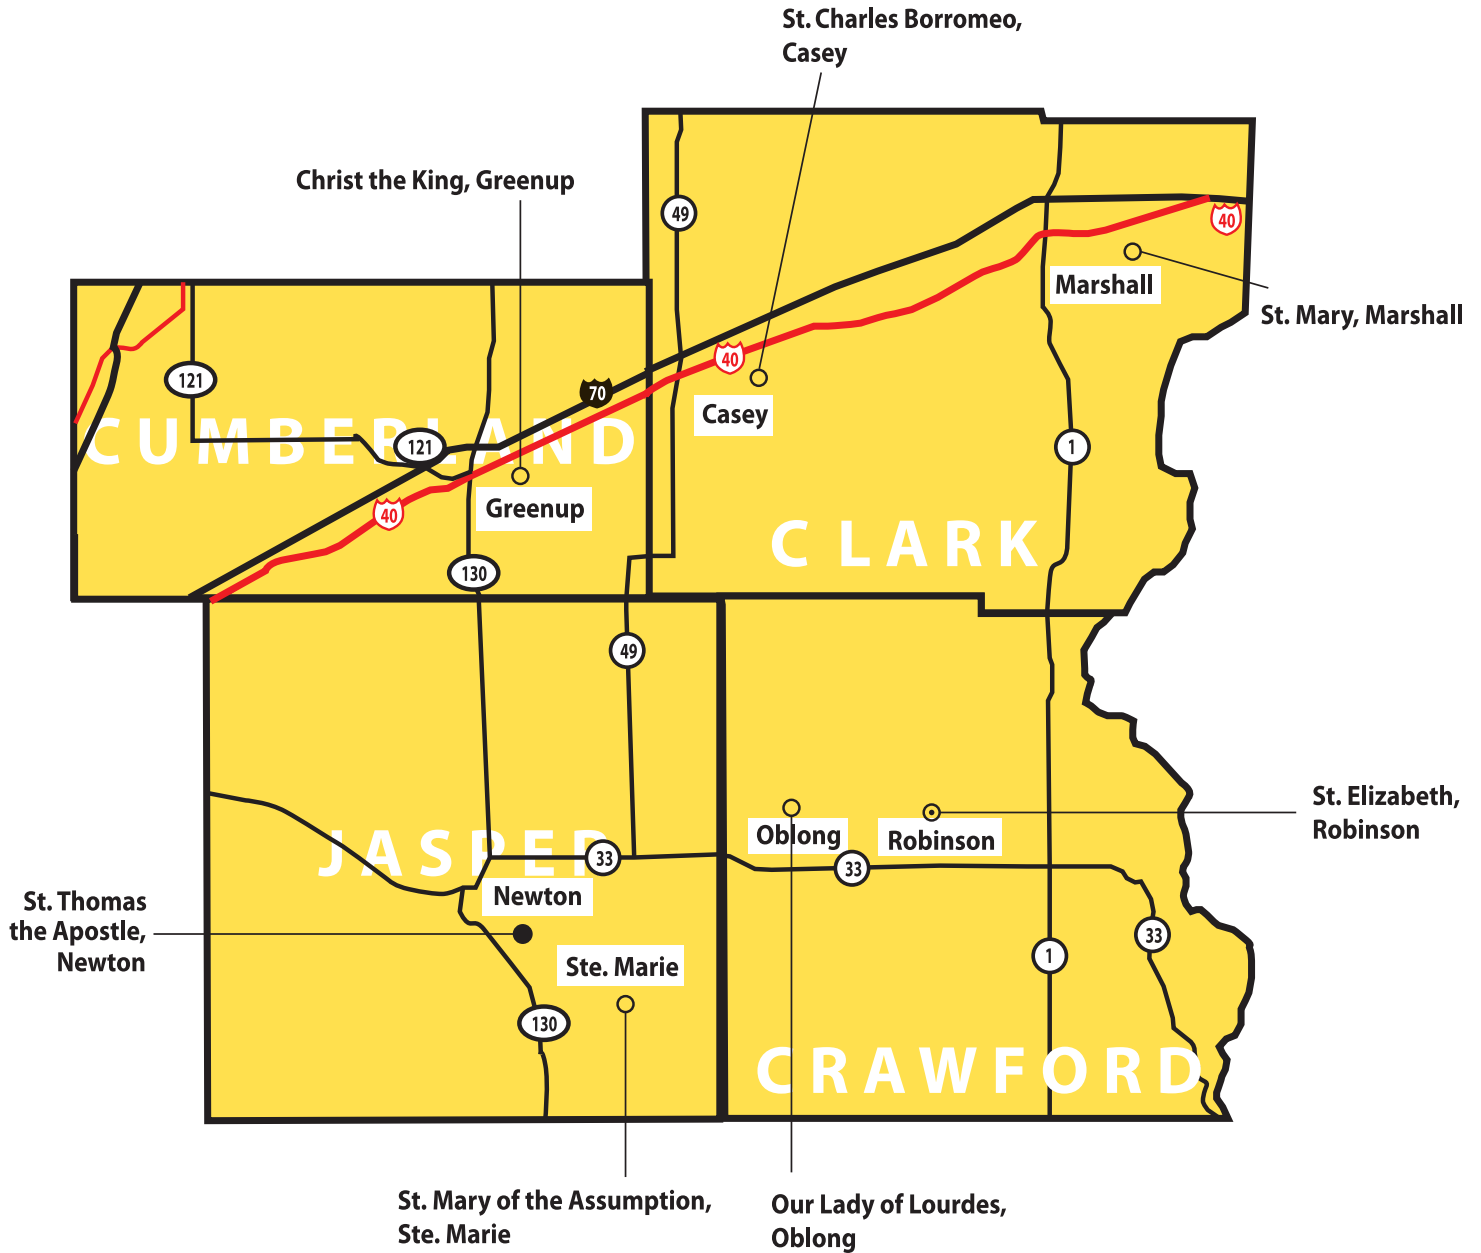 St. Charles Borromeo,
Casey
Christ the King, Greenup
49
40
Marshall
St. Mary, Marshall
121
70
40
Casey
CUMBERLAND
121
1
40
Greenup
CLARK
130
49
St. Elizabeth,
Robinson
Oblong
Robinson
JASPER
33
33
Newton
St. Thomas
the Apostle,
Newton
33
1
Ste. Marie
130
CRAWFORD
St. Mary of the Assumption,
Ste. Marie
Our Lady of Lourdes,
Oblong